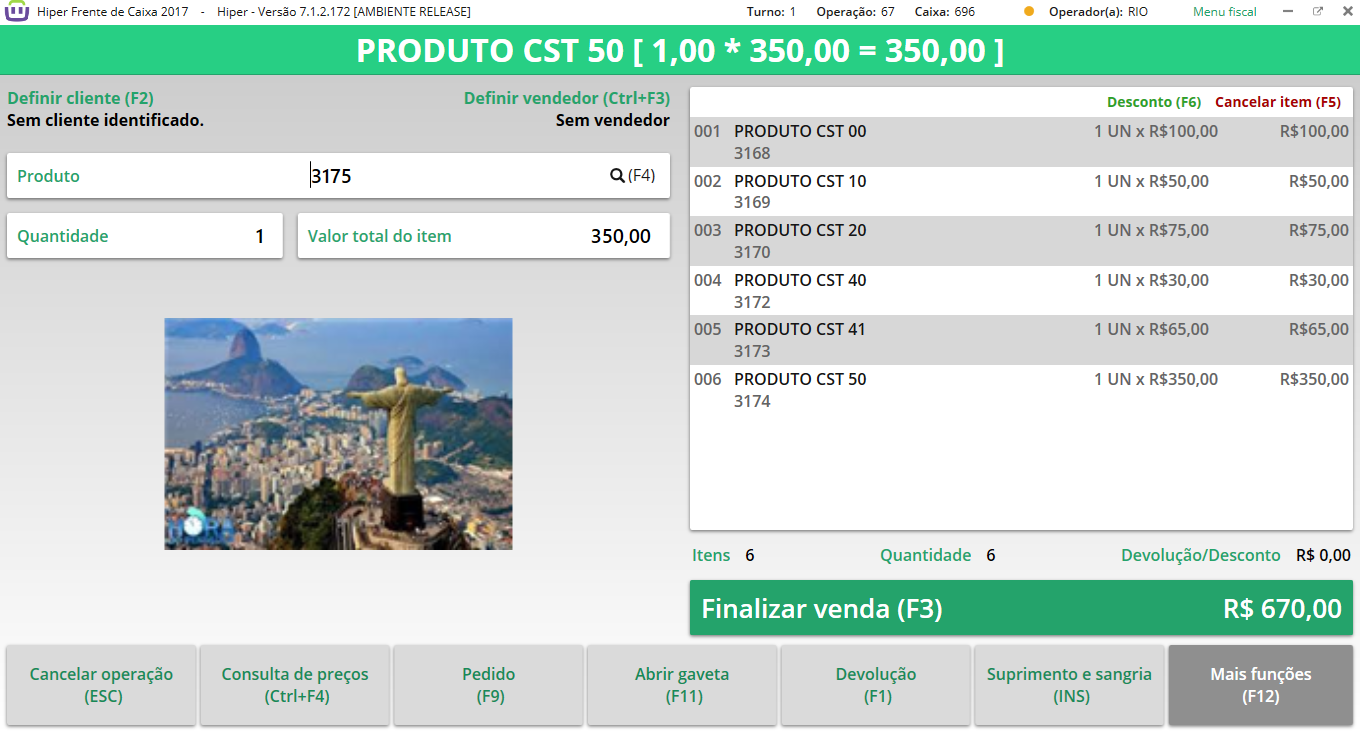 Hiper Frente de Caixa 2017 - Hiper - Versão 7.1.2.172 [AMBIENTE RELEASE] Turno: 1 Operação: 67 Caixa: 696 Operador(a): RIO Menu fiscal
PRODUTO CST 50 [ 1,00 * 350,00 = 350,00 ]
Definir cliente (F2) Definir vendedor (Ctrl+F3)
Sem cliente identificado. Sem vendedor
Produto 3175 (F4)
Quantidade 1 Valor total do item 350,00
HORA
Desconto (F6) Cancelar item (F5)
001 PRODUTO CST 00 1 UN x R$100,00 R$100,00
3168
002 PRODUTO CST 10 1 UN x R$50,00 R$50,00
3169
003 PRODUTO CST 20 1 UN x R$75,00 R$75,00
3170
004 PRODUTO CST 40 1 UN x R$30,00 R$30,00
3172
005 PRODUTO CST 41 1 UN x R$65,00 R$65,00
3173
006 PRODUTO CST 50 1 UN x R$350,00 R$350,00
3174
Itens 6 Quantidade 6 Devolução/Desconto R$ 0,00
Finalizar venda (F3) R$ 670,00
Cancelar operação
(ESC)
Consulta de preços
(Ctrl+F4)
Pedido
(F9)
Abrir gaveta
(F11)
Devolução
(F1)
Suprimento e sangria
(INS)
Mais funções
(F12)